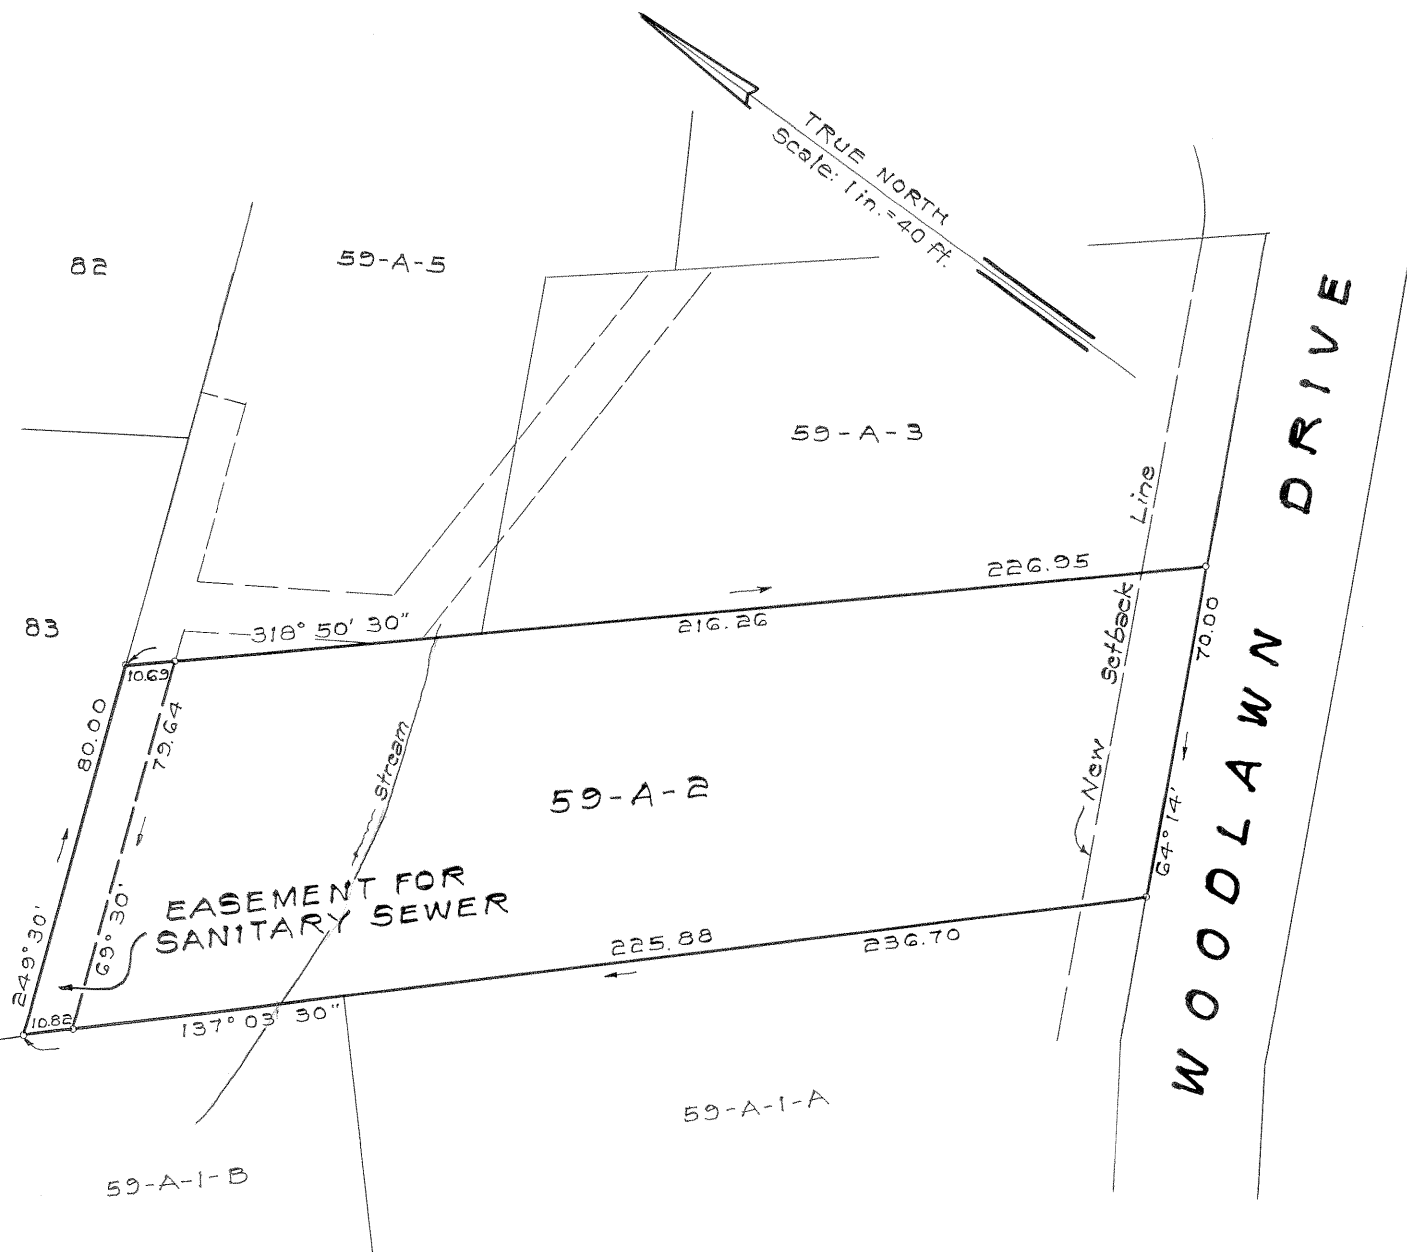 TRUE NORTH
Scale: 1 in. = 40 ft.
82
59-A-5
59-A-3
New Setback Line
WOODLAWN DRIVE
83
318° 50' 30"
226.95
216.26
10.69
80.00
79.64
70.00
stream
59-A-2
64° 14'
EASEMENT FOR
SANITARY SEWER
249° 30'
69° 30'
225.88
236.70
10.82
137° 03' 30"
59-A-1-A
59-A-1-B